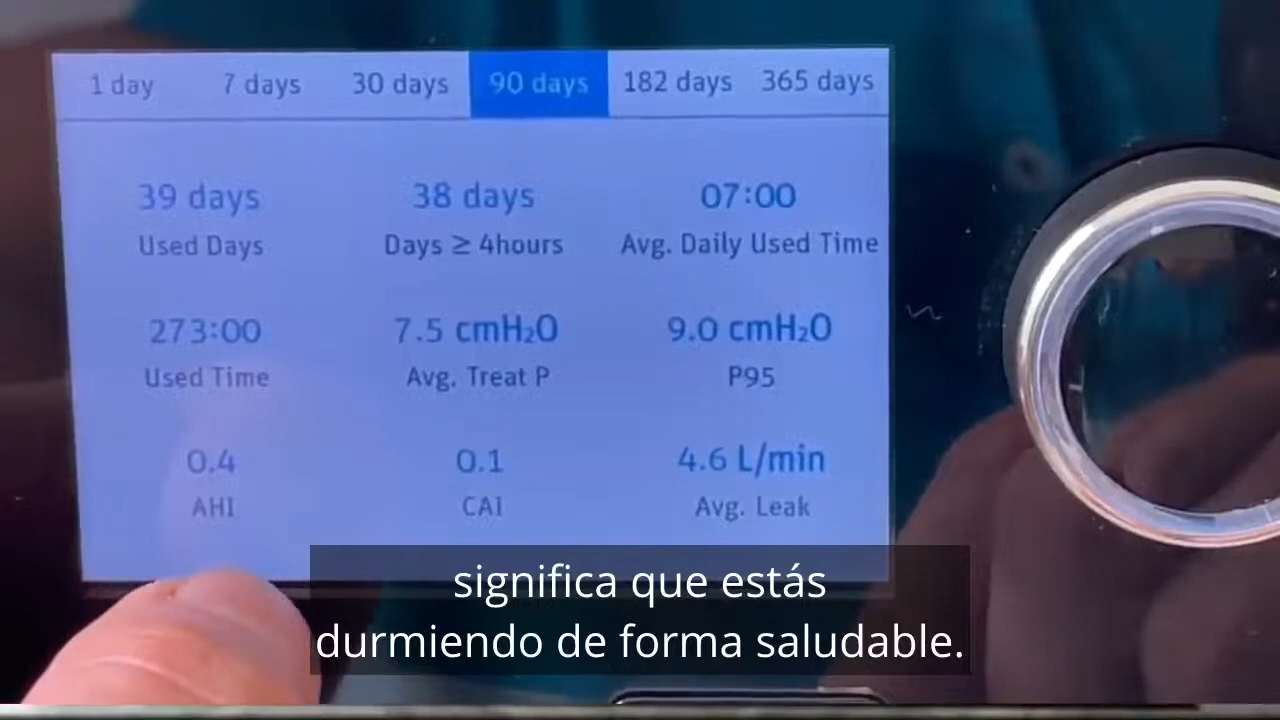 1 day 7 days 30 days 90 days 182 days 365 days
39 days 38 days 07:00
Used Days Days ≥ 4hours Avg. Daily Used Time
273:00 7.5 cmH₂O 9.0 cmH₂O
Used Time Avg. Treat P P95
0.4 0.1 4.6 L/min
AHI CAI Avg. Leak
significa que estás
durmiendo de forma saludable.